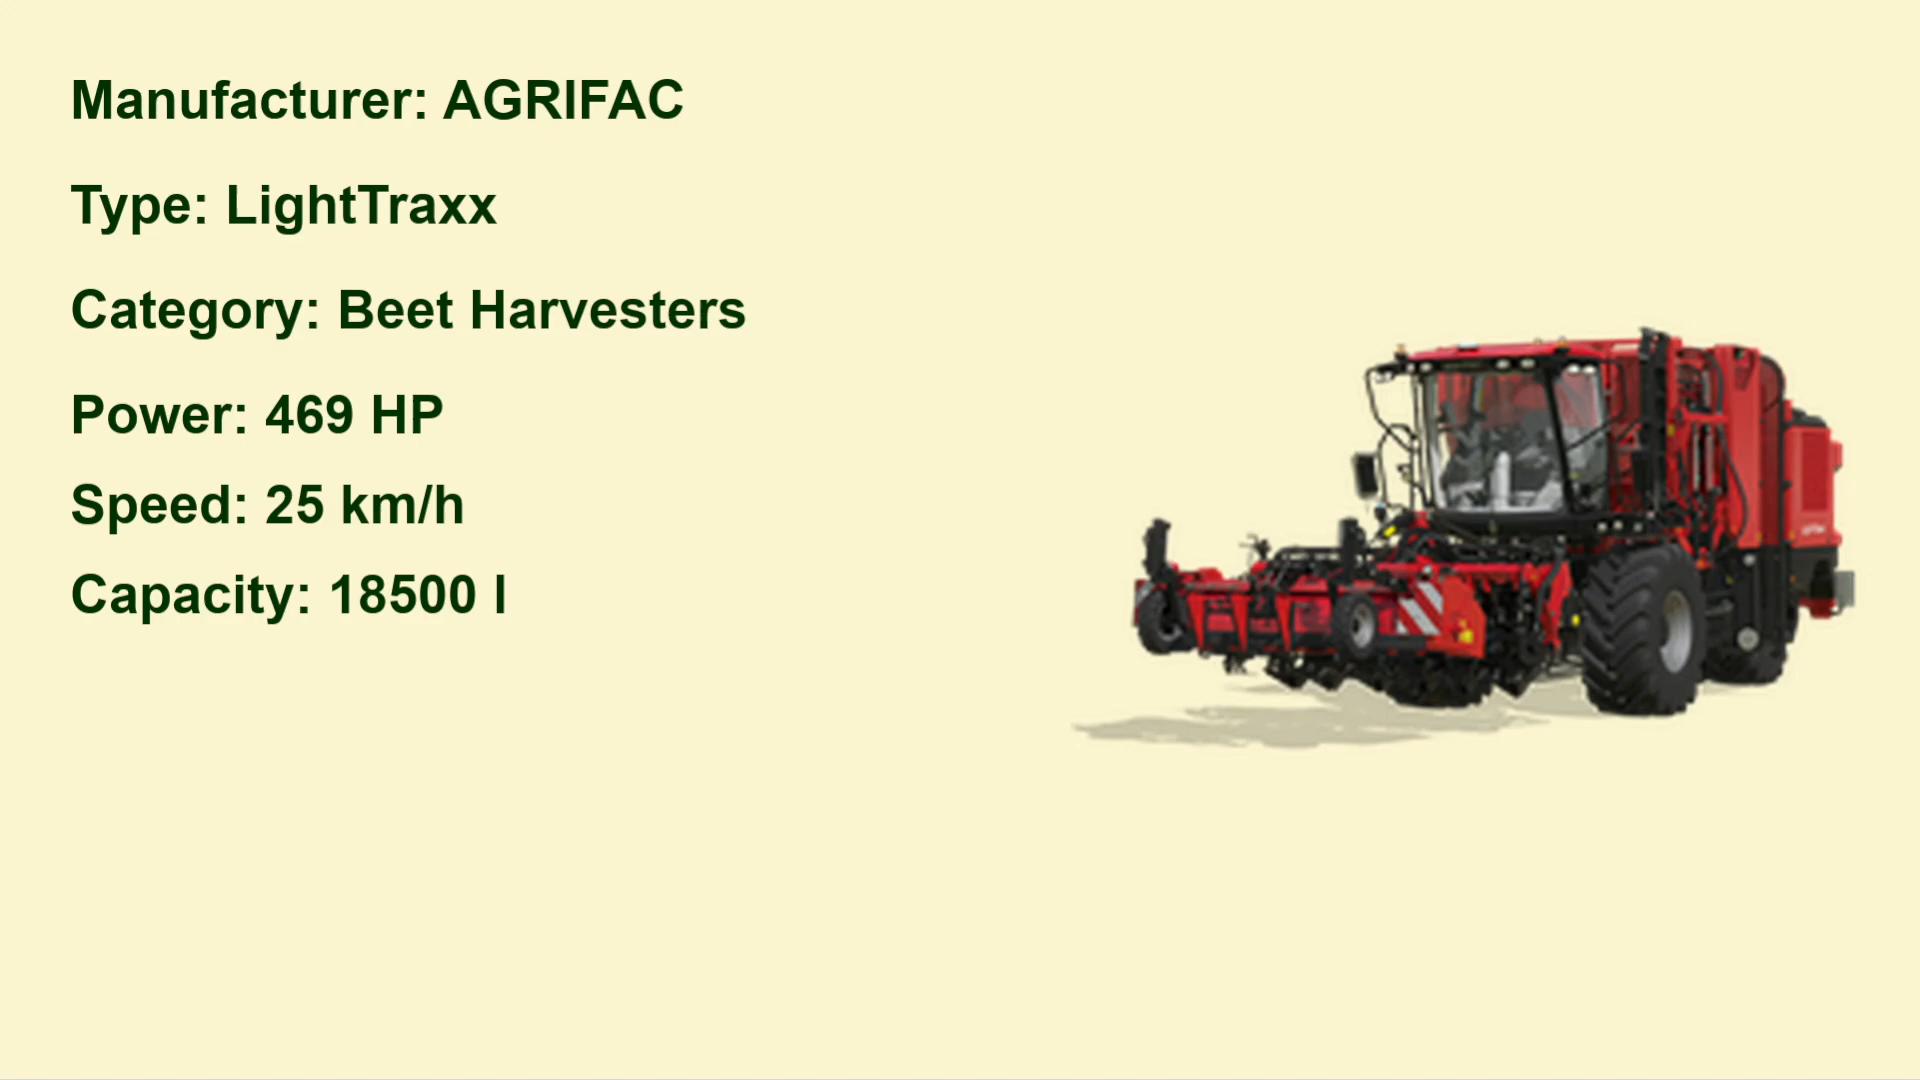 Manufacturer: AGRIFAC
Type: LightTraxx
Category: Beet Harvesters
Power: 469 HP
Speed: 25 km/h
Capacity: 18500 l